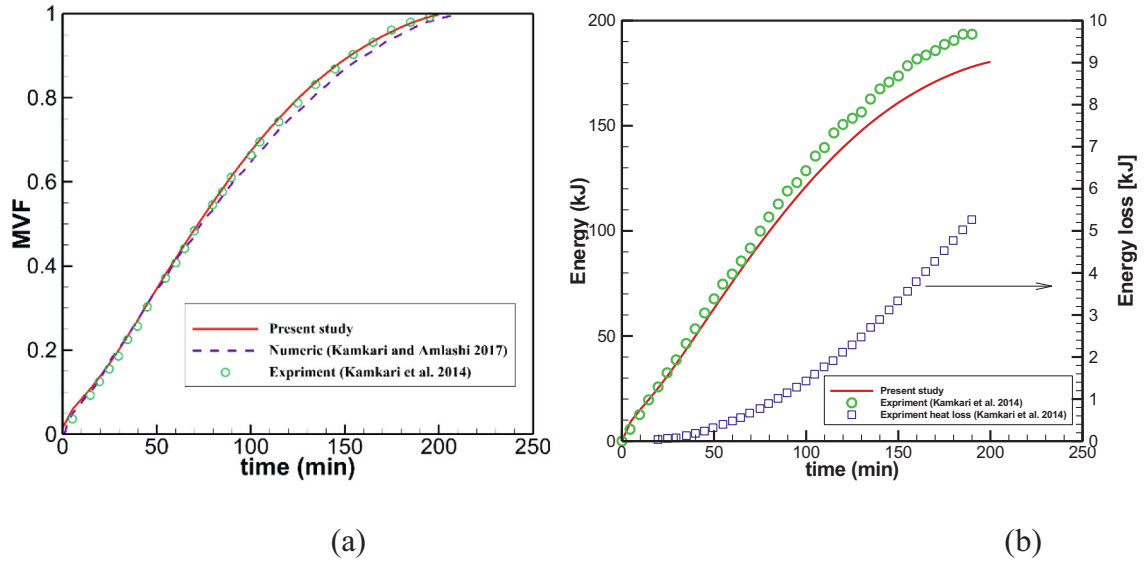 1
0.8
0.6
0.4
0.2
0
MVF
0 50 100 150 200 250
time (min)
Present study
Numeric (Kamkari and Amlashi 2017)
Expriment (Kamkari et al. 2014)
(a)
b)
200
150
100
50
0
Energy (kJ)
0 50 100 150 200 250
time (min)
10
9
8
7
6
5
4
3
2
1
0
Energy loss [kJ)
Present study
Expriment (Kamkari et al. 2014)
Expriment heat loss (Kamkari et al. 2014)
(b)